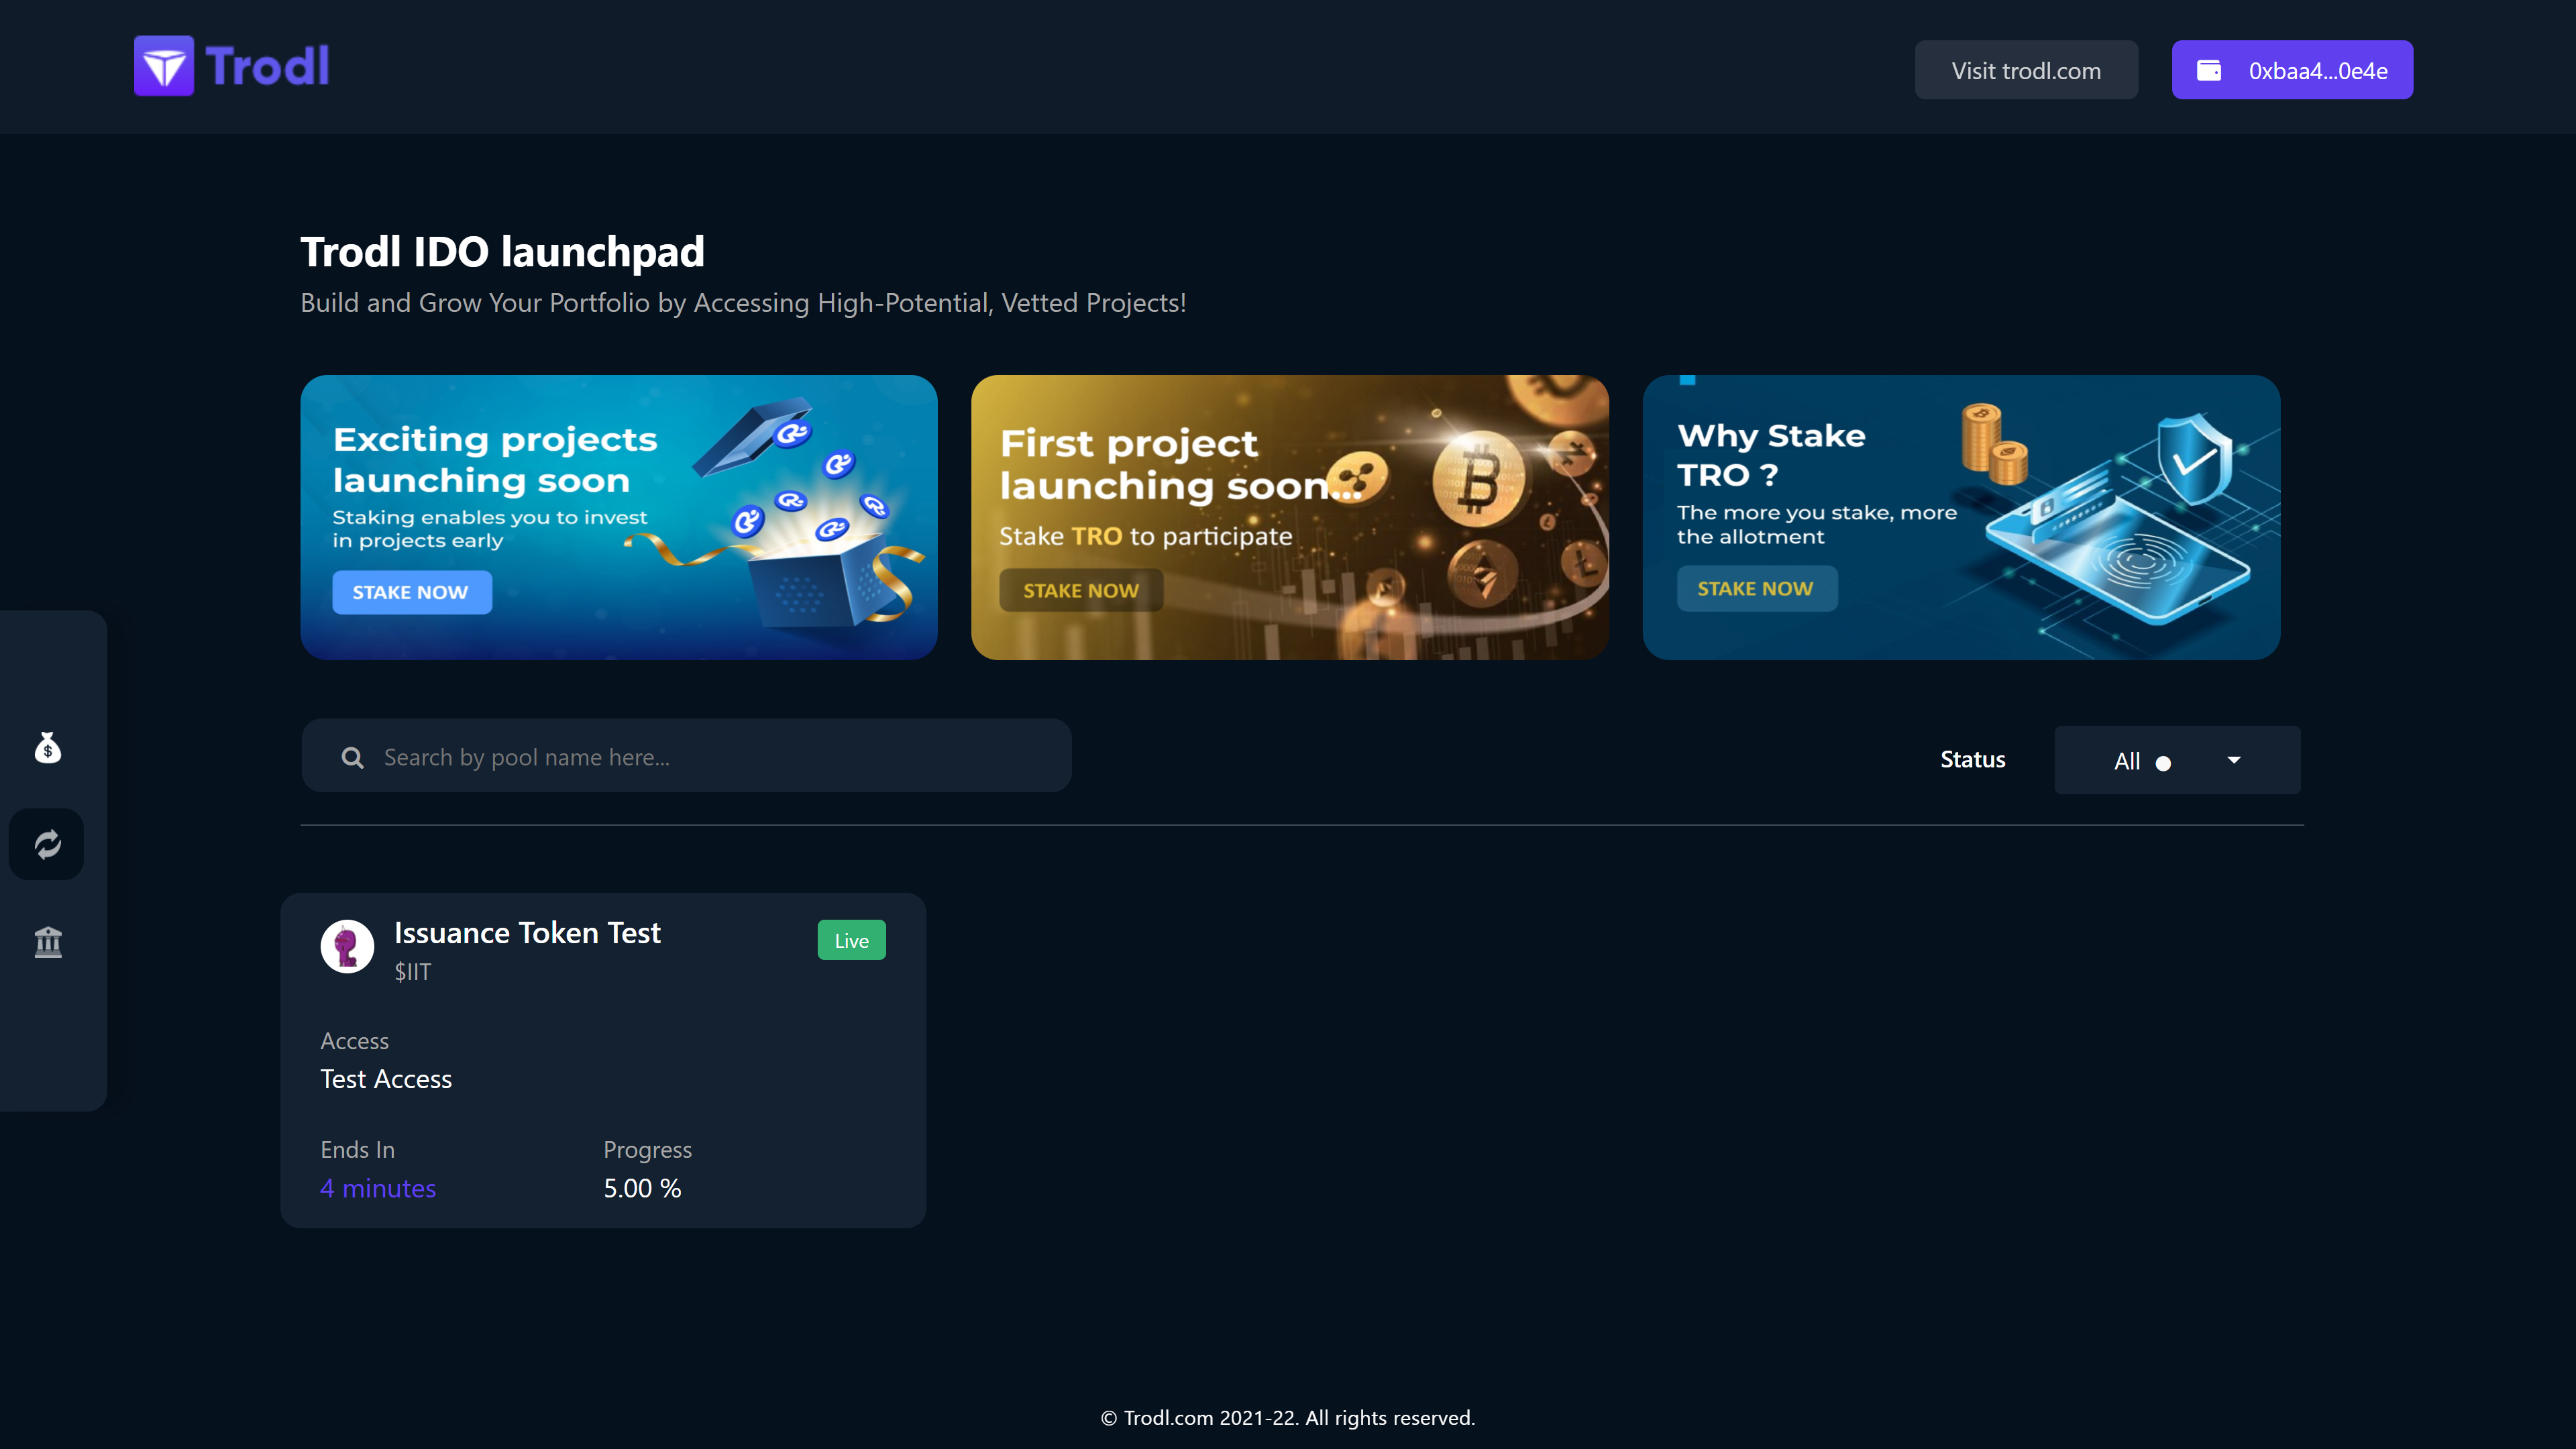 Trodl
Visit trodl.com
0xbaa4...0e4e
Trodl IDO launchpad
Build and Grow Your Portfolio by Accessing High-Potential, Vetted Projects!
Exciting projects
launching soon
Staking enables you to invest
in projects early
STAKE NOW
First project
launching soon...
Stake TRO to participate
STAKE NOW
Why Stake
TRO ?
The more you stake, more
the allotment
STAKE NOW
Search by pool name here...
Status
All
Issuance Token Test
$IIT
Live
Access
Test Access
Ends In
Progress
4 minutes
5.00 %
© Trodl.com 2021-22. All rights reserved.